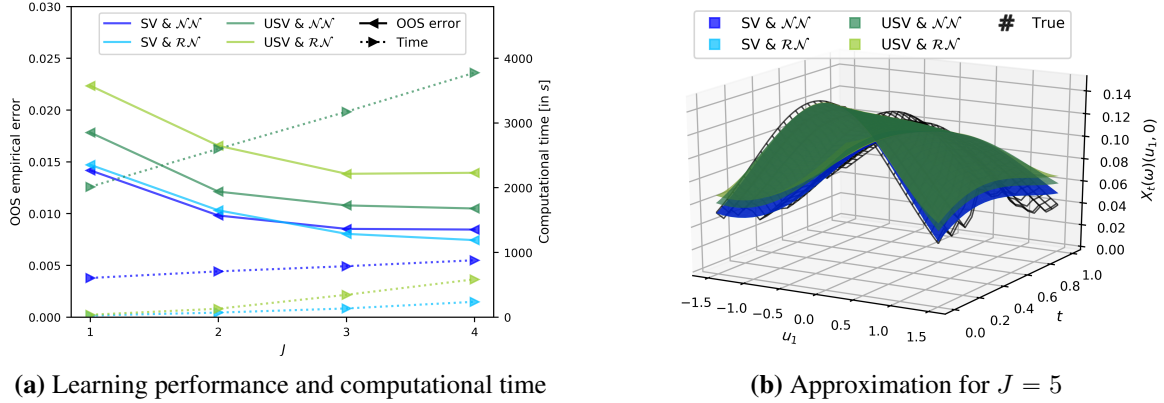 SV & 𝒩𝒩
USV & 𝒩𝒩
OOS error
SV & ℛ𝒩
USV & ℛ𝒩
Time
0.030
0.025
0.020
0.015
0.010
0.005
0.000
OOS empirical error
4000
3000
2000
1000
0
Computational time [in s]
1
2
3
4
J
(a) Learning performance and computational time
SV & 𝒩𝒩
USV & 𝒩𝒩
# True
SV & ℛ𝒩
USV & ℛ𝒩
0.14
0.12
0.10
0.08
0.06
0.04
0.02
0.00
X_t(ω)(u_1, 0)
−1.5
−1.0
−0.5
0.0
0.5
1.0
1.5
u_1
0.0
0.2
0.4
0.6
0.8
1.0
t
(b) Approximation for J = 5